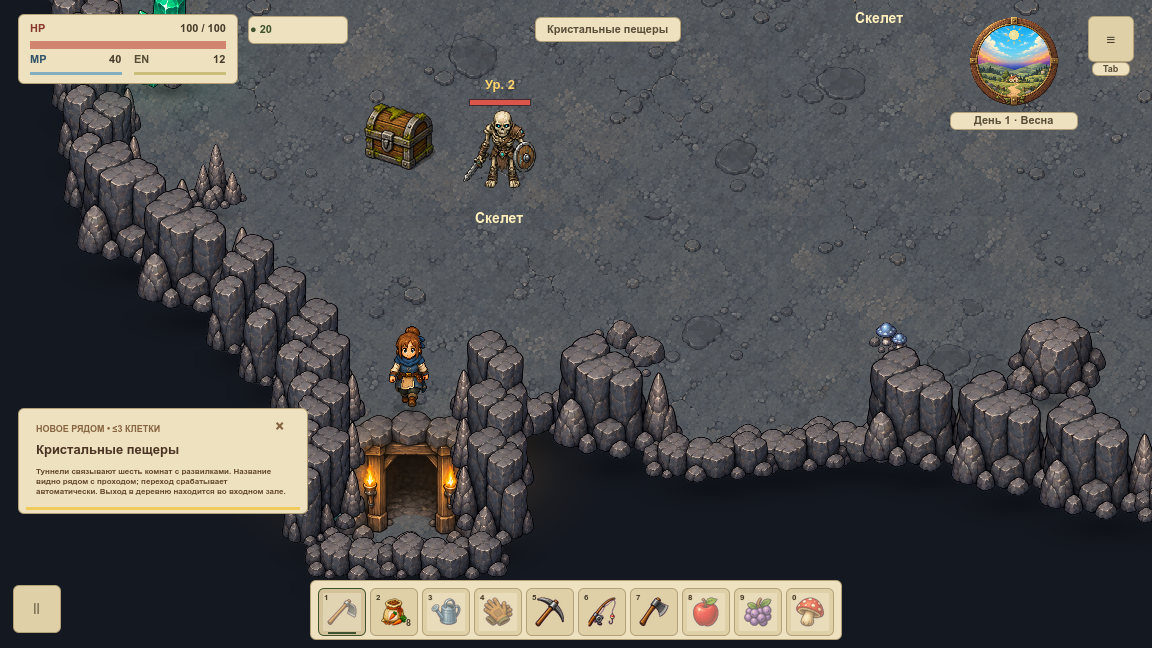 HP 100 / 100
MP 40 EN 12
● 20
Кристальные пещеры
Скелет
≡
Tab
День 1 · Весна
Ур. 2
Скелет
НОВОЕ РЯДОМ • ≤3 КЛЕТКИ ×
Кристальные пещеры
Туннели связывают шесть комнат с развилками. Название
видно рядом с проходом; переход срабатывает
автоматически. Выход в деревню находится во входном зале.
||
1 2 3 4 5 6 7 8 9 0
8